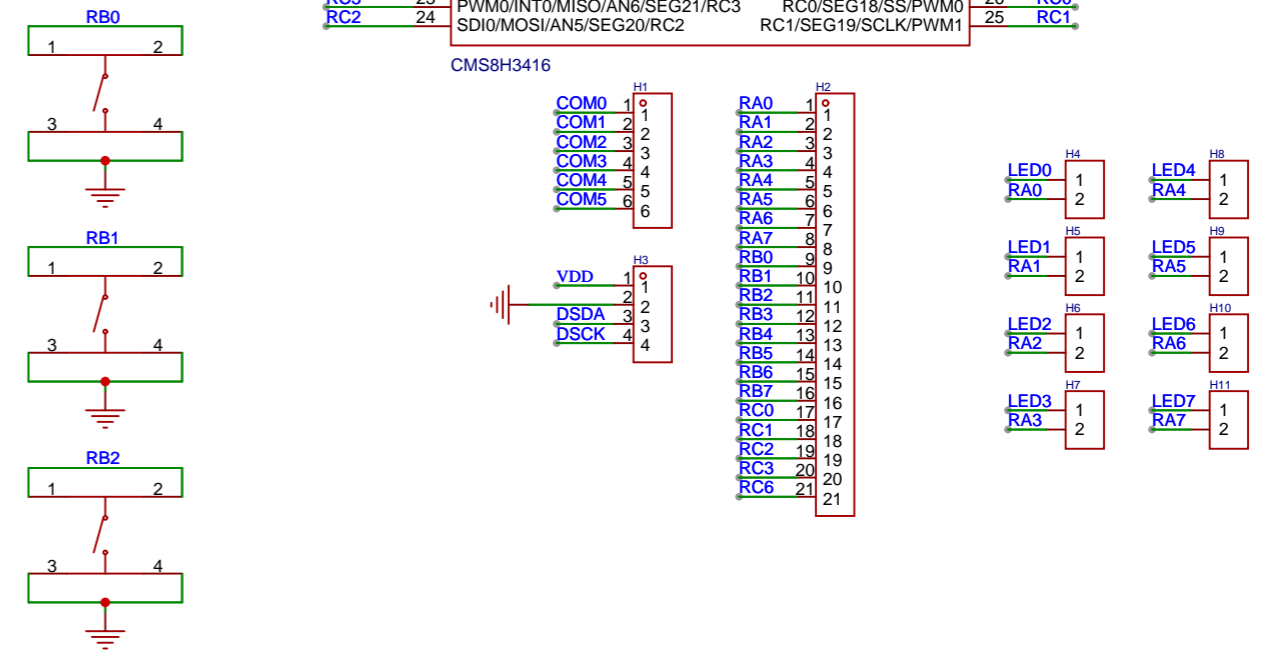 RB0
1 2
3 4
RB1
1 2
3 4
RB2
1 2
3 4
RC2 24 SDI0/MOSI/AN5/SEG20/RC2
PWM0/INT0/MISO/AN6/SEG21/RC3
RC0/SEG18/SS/PWM0
RC1/SEG19/SCLK/PWM1 25 RC1
CMS8H3416
H1
COM0 1 1
COM1 2 2
COM2 3 3
COM3 4 4
COM4 5 5
COM5 6 6
H3
VDD 1 1
2 2
DSDA 3 3
DSCK 4 4
H2
RA0 1 1
RA1 2 2
RA2 3 3
RA3 4 4
RA4 5 5
RA5 6 6
RA6 7 7
RA7 8 8
RB0 9 9
RB1 10 10
RB2 11 11
RB3 12 12
RB4 13 13
RB5 14 14
RB6 15 15
RB7 16 16
RC0 17 17
RC1 18 18
RC2 19 19
RC3 20 20
RC6 21 21
H4
LED0 1
RA0 2
H5
LED1 1
RA1 2
H6
LED2 1
RA2 2
H7
LED3 1
RA3 2
H8
LED4 1
RA4 2
H9
LED5 1
RA5 2
H10
LED6 1
RA6 2
H11
LED7 1
RA7 2